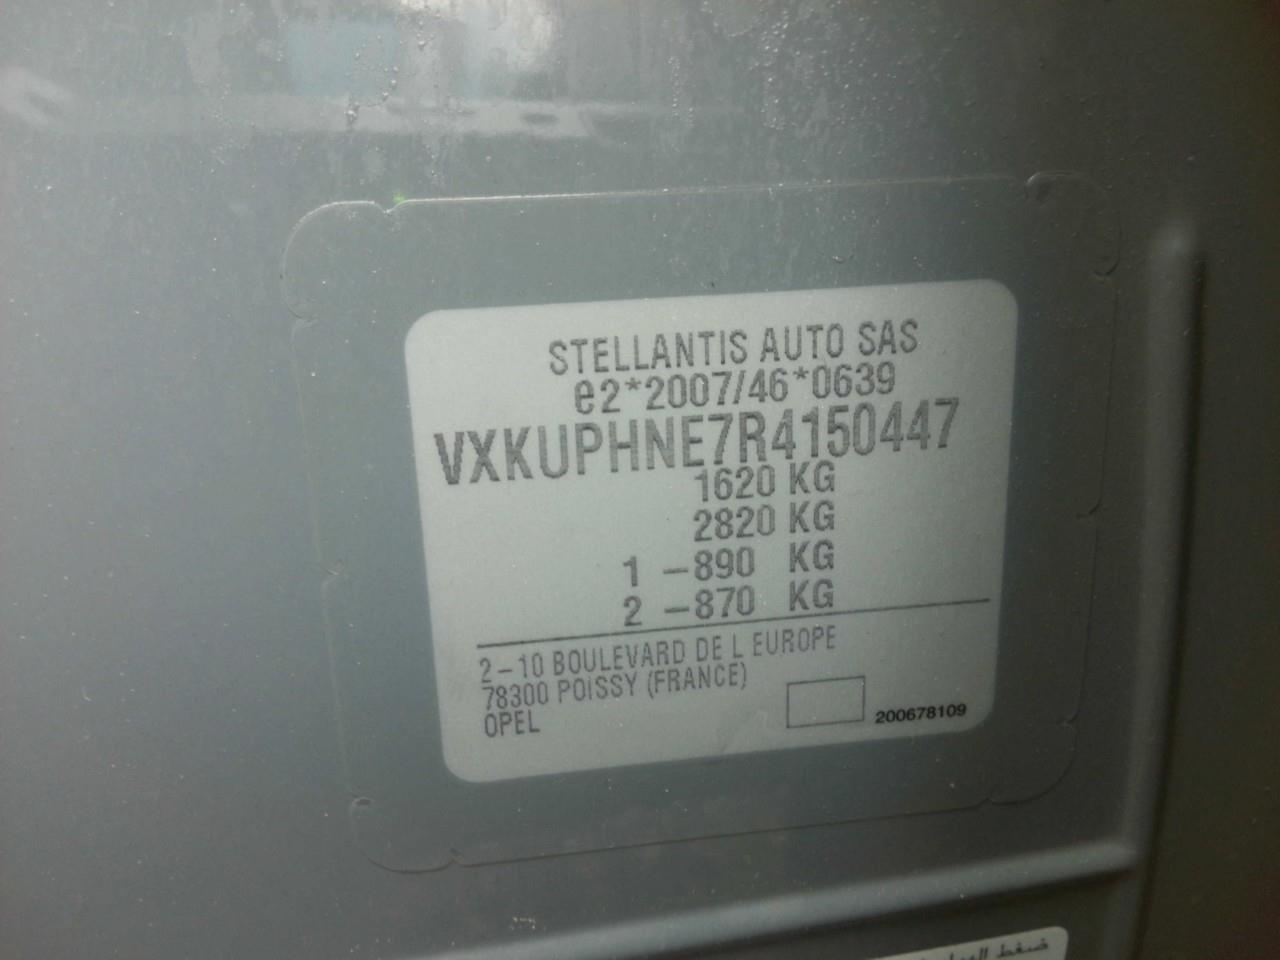 STELLANTIS AUTO SAS
e2*2007/46*0639
VXKUPHNE7R4150447
1620 KG
2820 KG
1 -890 KG
2 -870 KG
2-10 BOULEVARD DE L EUROPE
78300 POISSY (FRANCE)
OPEL
200678109
ضغط